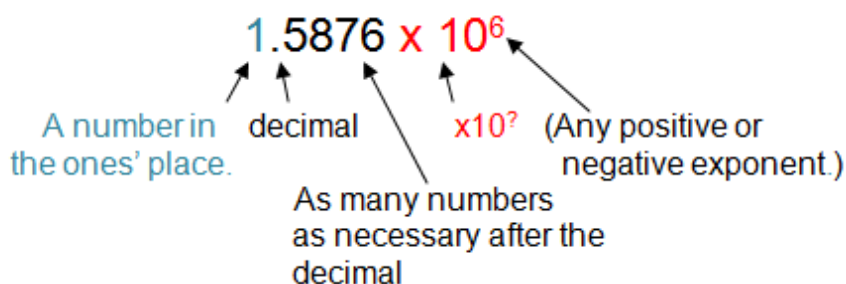 1.5876 x 10⁶
A number in decimal x10? (Any positive or
the ones’ place. negative exponent.)
As many numbers
as necessary after the
decimal